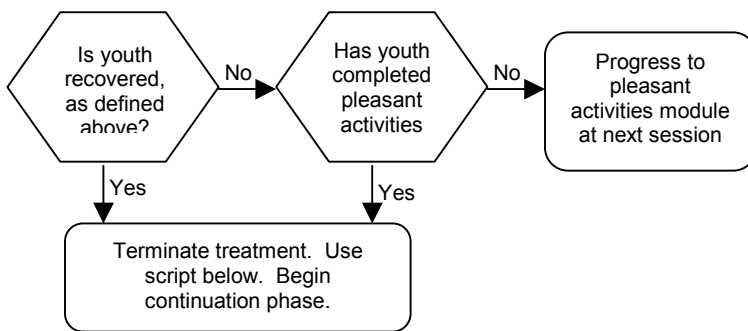 Is youth
recovered,
as defined
above?
No
Has youth
completed
pleasant
activities
No
Progress to
pleasant
activities module
at next session
Yes
Yes
Terminate treatment.  Use
script below.  Begin
continuation phase.